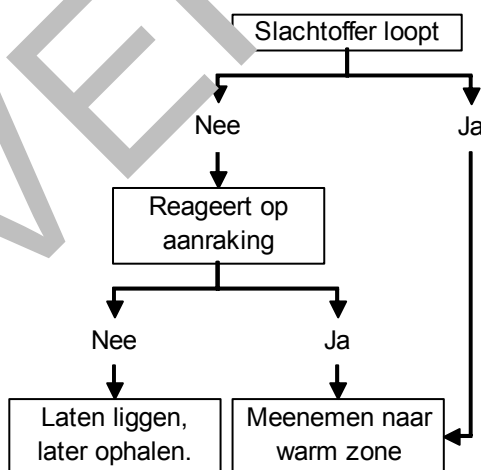 Slachtoffer loopt
Nee
Ja
Reageert op
aanraking
Nee
Ja
Laten liggen,
later ophalen.
Meenemen naar
warm zone